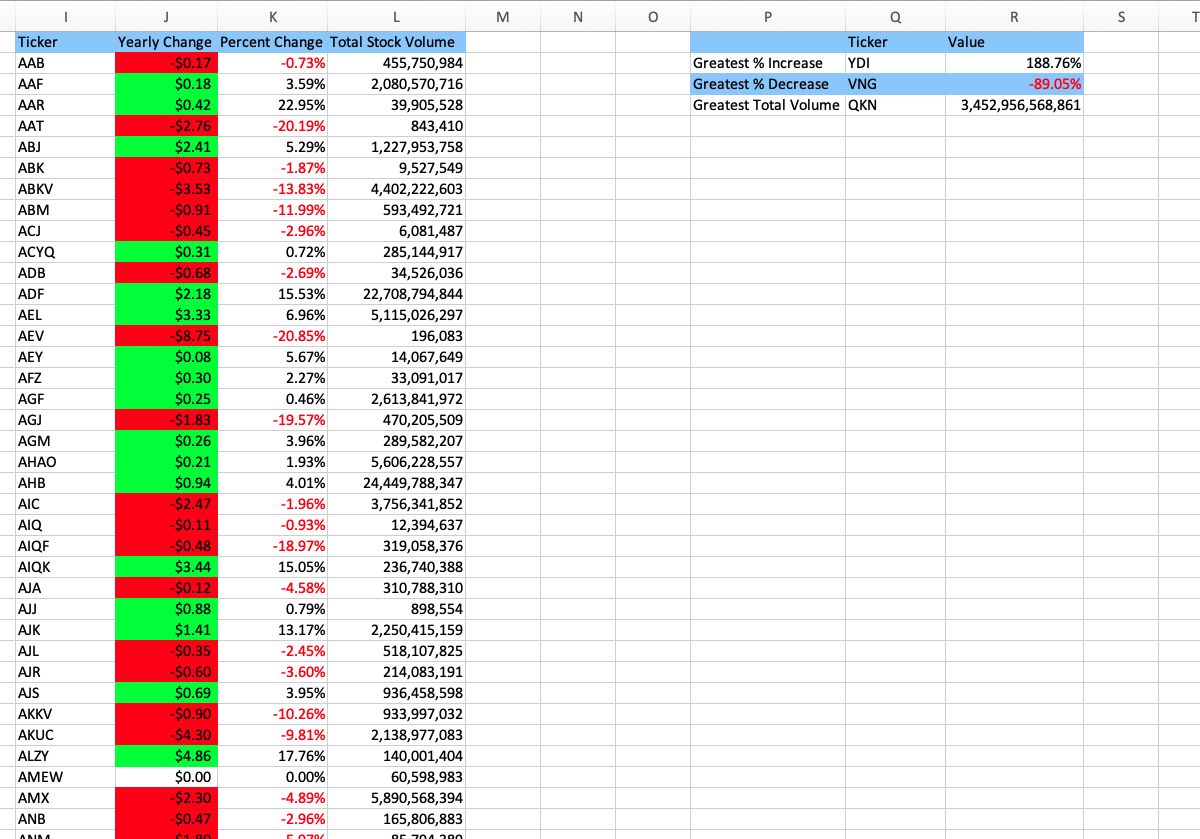 I J K L M N O P Q R S T
Ticker Yearly Change Percent Change Total Stock Volume Ticker Value
AAB -$0.17 -0.73% 455,750,984 Greatest % Increase YDI 188.76%
AAF $0.18 3.59% 2,080,570,716 Greatest % Decrease VNG -89.05%
AAR $0.42 22.95% 39,905,528 Greatest Total Volume QKN 3,452,956,568,861
AAT -$2.76 -20.19% 843,410
ABJ $2.41 5.29% 1,227,953,758
ABK -$0.73 -1.87% 9,527,549
ABKV -$3.53 -13.83% 4,402,222,603
ABM -$0.91 -11.99% 593,492,721
ACJ -$0.45 -2.96% 6,081,487
ACYQ $0.31 0.72% 285,144,917
ADB -$0.68 -2.69% 34,526,036
ADF $2.18 15.53% 22,708,794,844
AEL $3.33 6.96% 5,115,026,297
AEV -$8.75 -20.85% 196,083
AEY $0.08 5.67% 14,067,649
AFZ $0.30 2.27% 33,091,017
AGF $0.25 0.46% 2,613,841,972
AGJ -$1.83 -19.57% 470,205,509
AGM $0.26 3.96% 289,582,207
AHAO $0.21 1.93% 5,606,228,557
AHB $0.94 4.01% 24,449,788,347
AIC -$2.47 -1.96% 3,756,341,852
AIQ -$0.11 -0.93% 12,394,637
AIQF -$0.48 -18.97% 319,058,376
AIQK $3.44 15.05% 236,740,388
AJA -$0.12 -4.58% 310,788,310
AJJ $0.88 0.79% 898,554
AJK $1.41 13.17% 2,250,415,159
AJL -$0.35 -2.45% 518,107,825
AJR -$0.60 -3.60% 214,083,191
AJS $0.69 3.95% 936,458,598
AKKV -$0.90 -10.26% 933,997,032
AKUC -$4.30 -9.81% 2,138,977,083
ALZY $4.86 17.76% 140,001,404
AMEW $0.00 0.00% 60,598,983
AMX -$2.30 -4.89% 5,890,568,394
ANB -$0.47 -2.96% 165,806,883